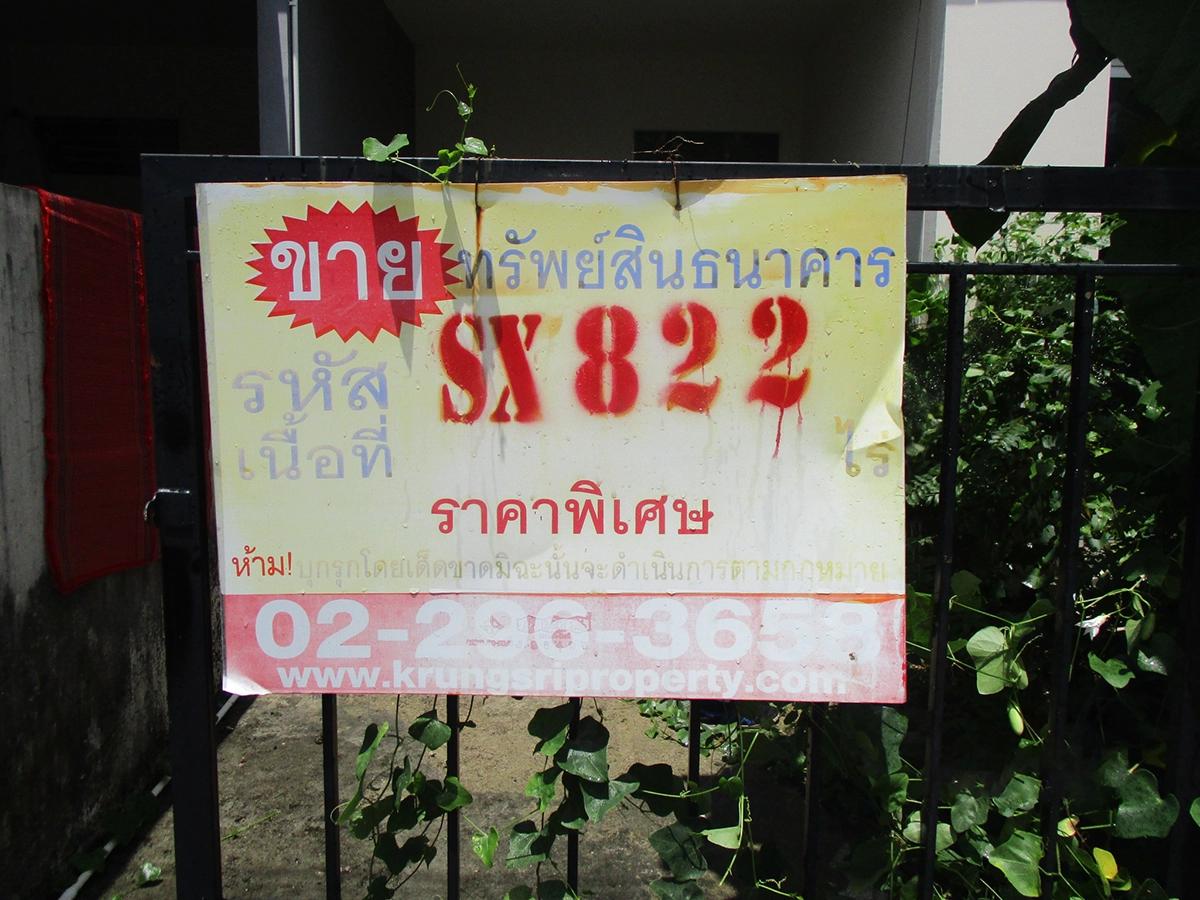 ขาย ทรัพย์สินธนาคาร
รหัส SX 822
เนื้อที่ ไร่
ราคาพิเศษ
ห้าม! บุกรุกโดยเด็ดขาดมิฉะนั้นจะดำเนินการตามกฎหมาย
02-296-3658
www.krungsriproperty.com